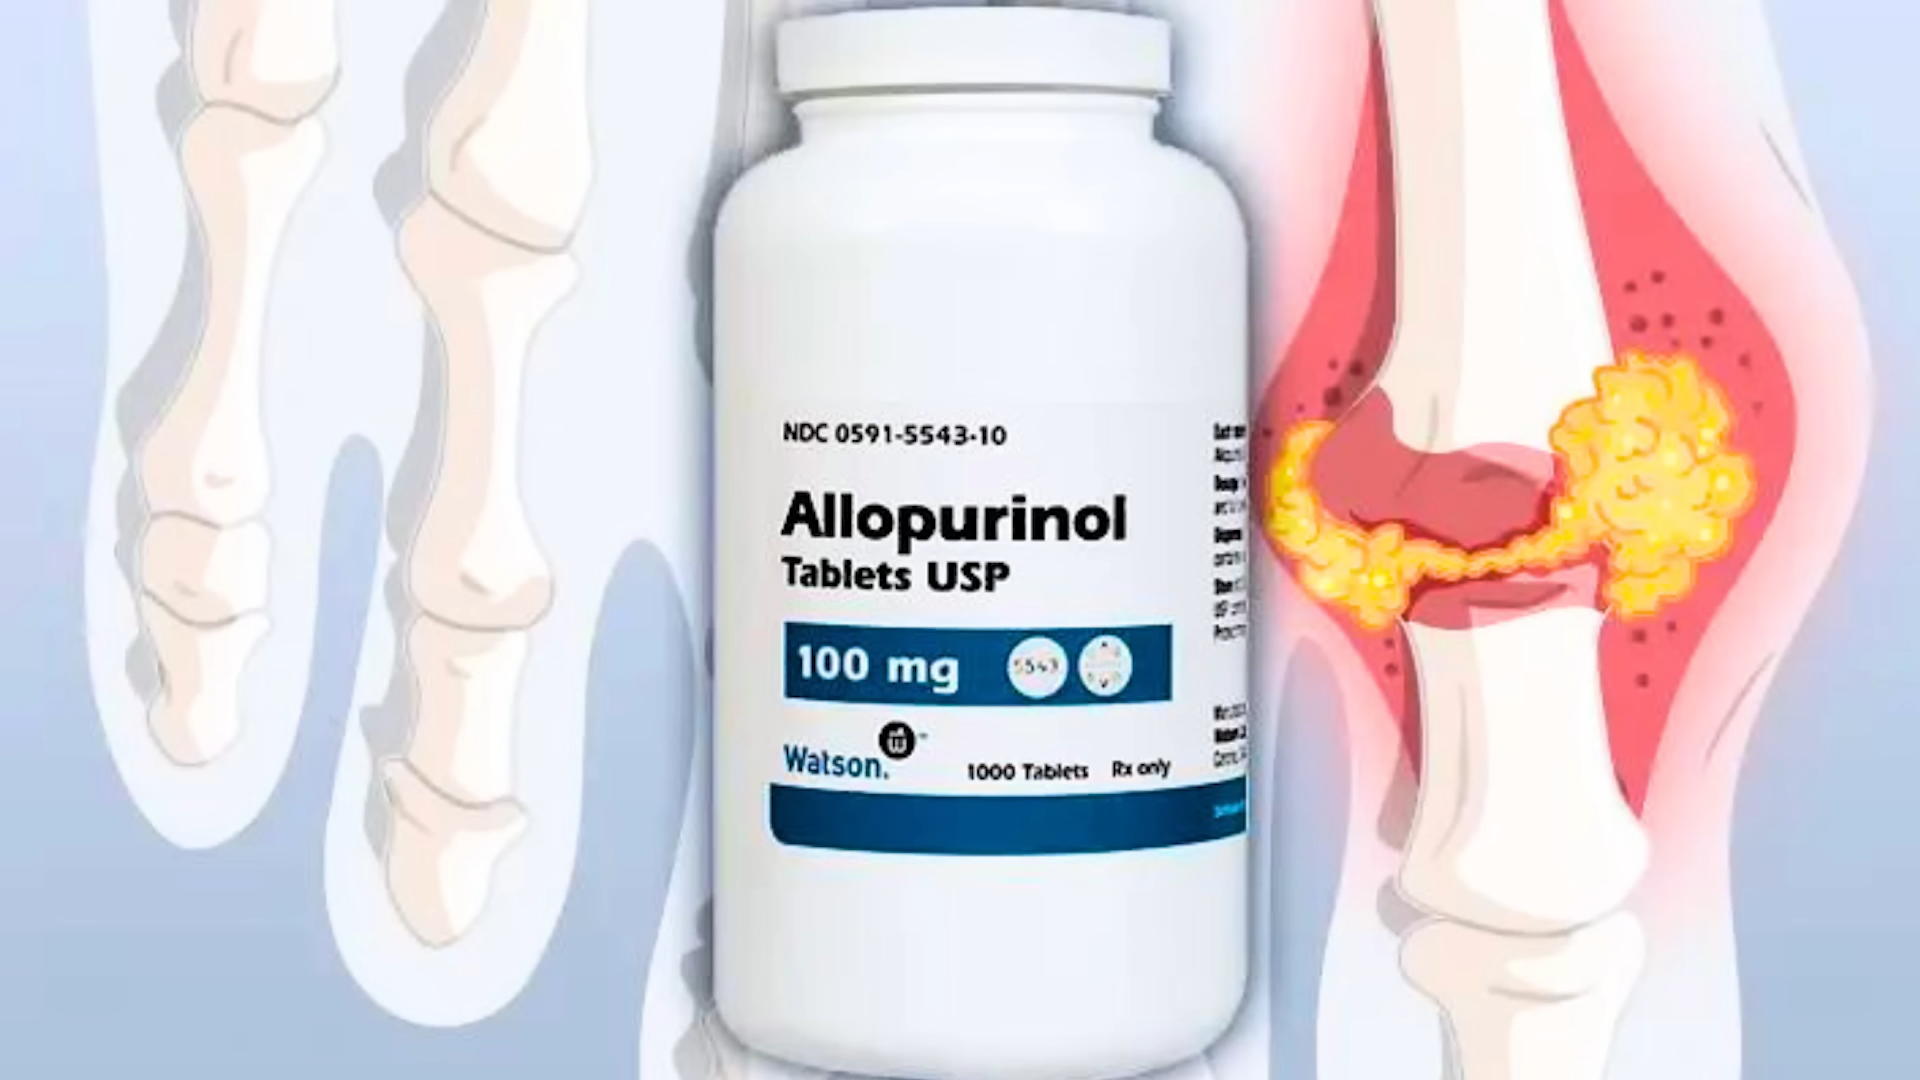 NDC 0591-5543-10
Allopurinol
Tablets USP
100 mg
5543
Watson.
1000 Tablets Rx only